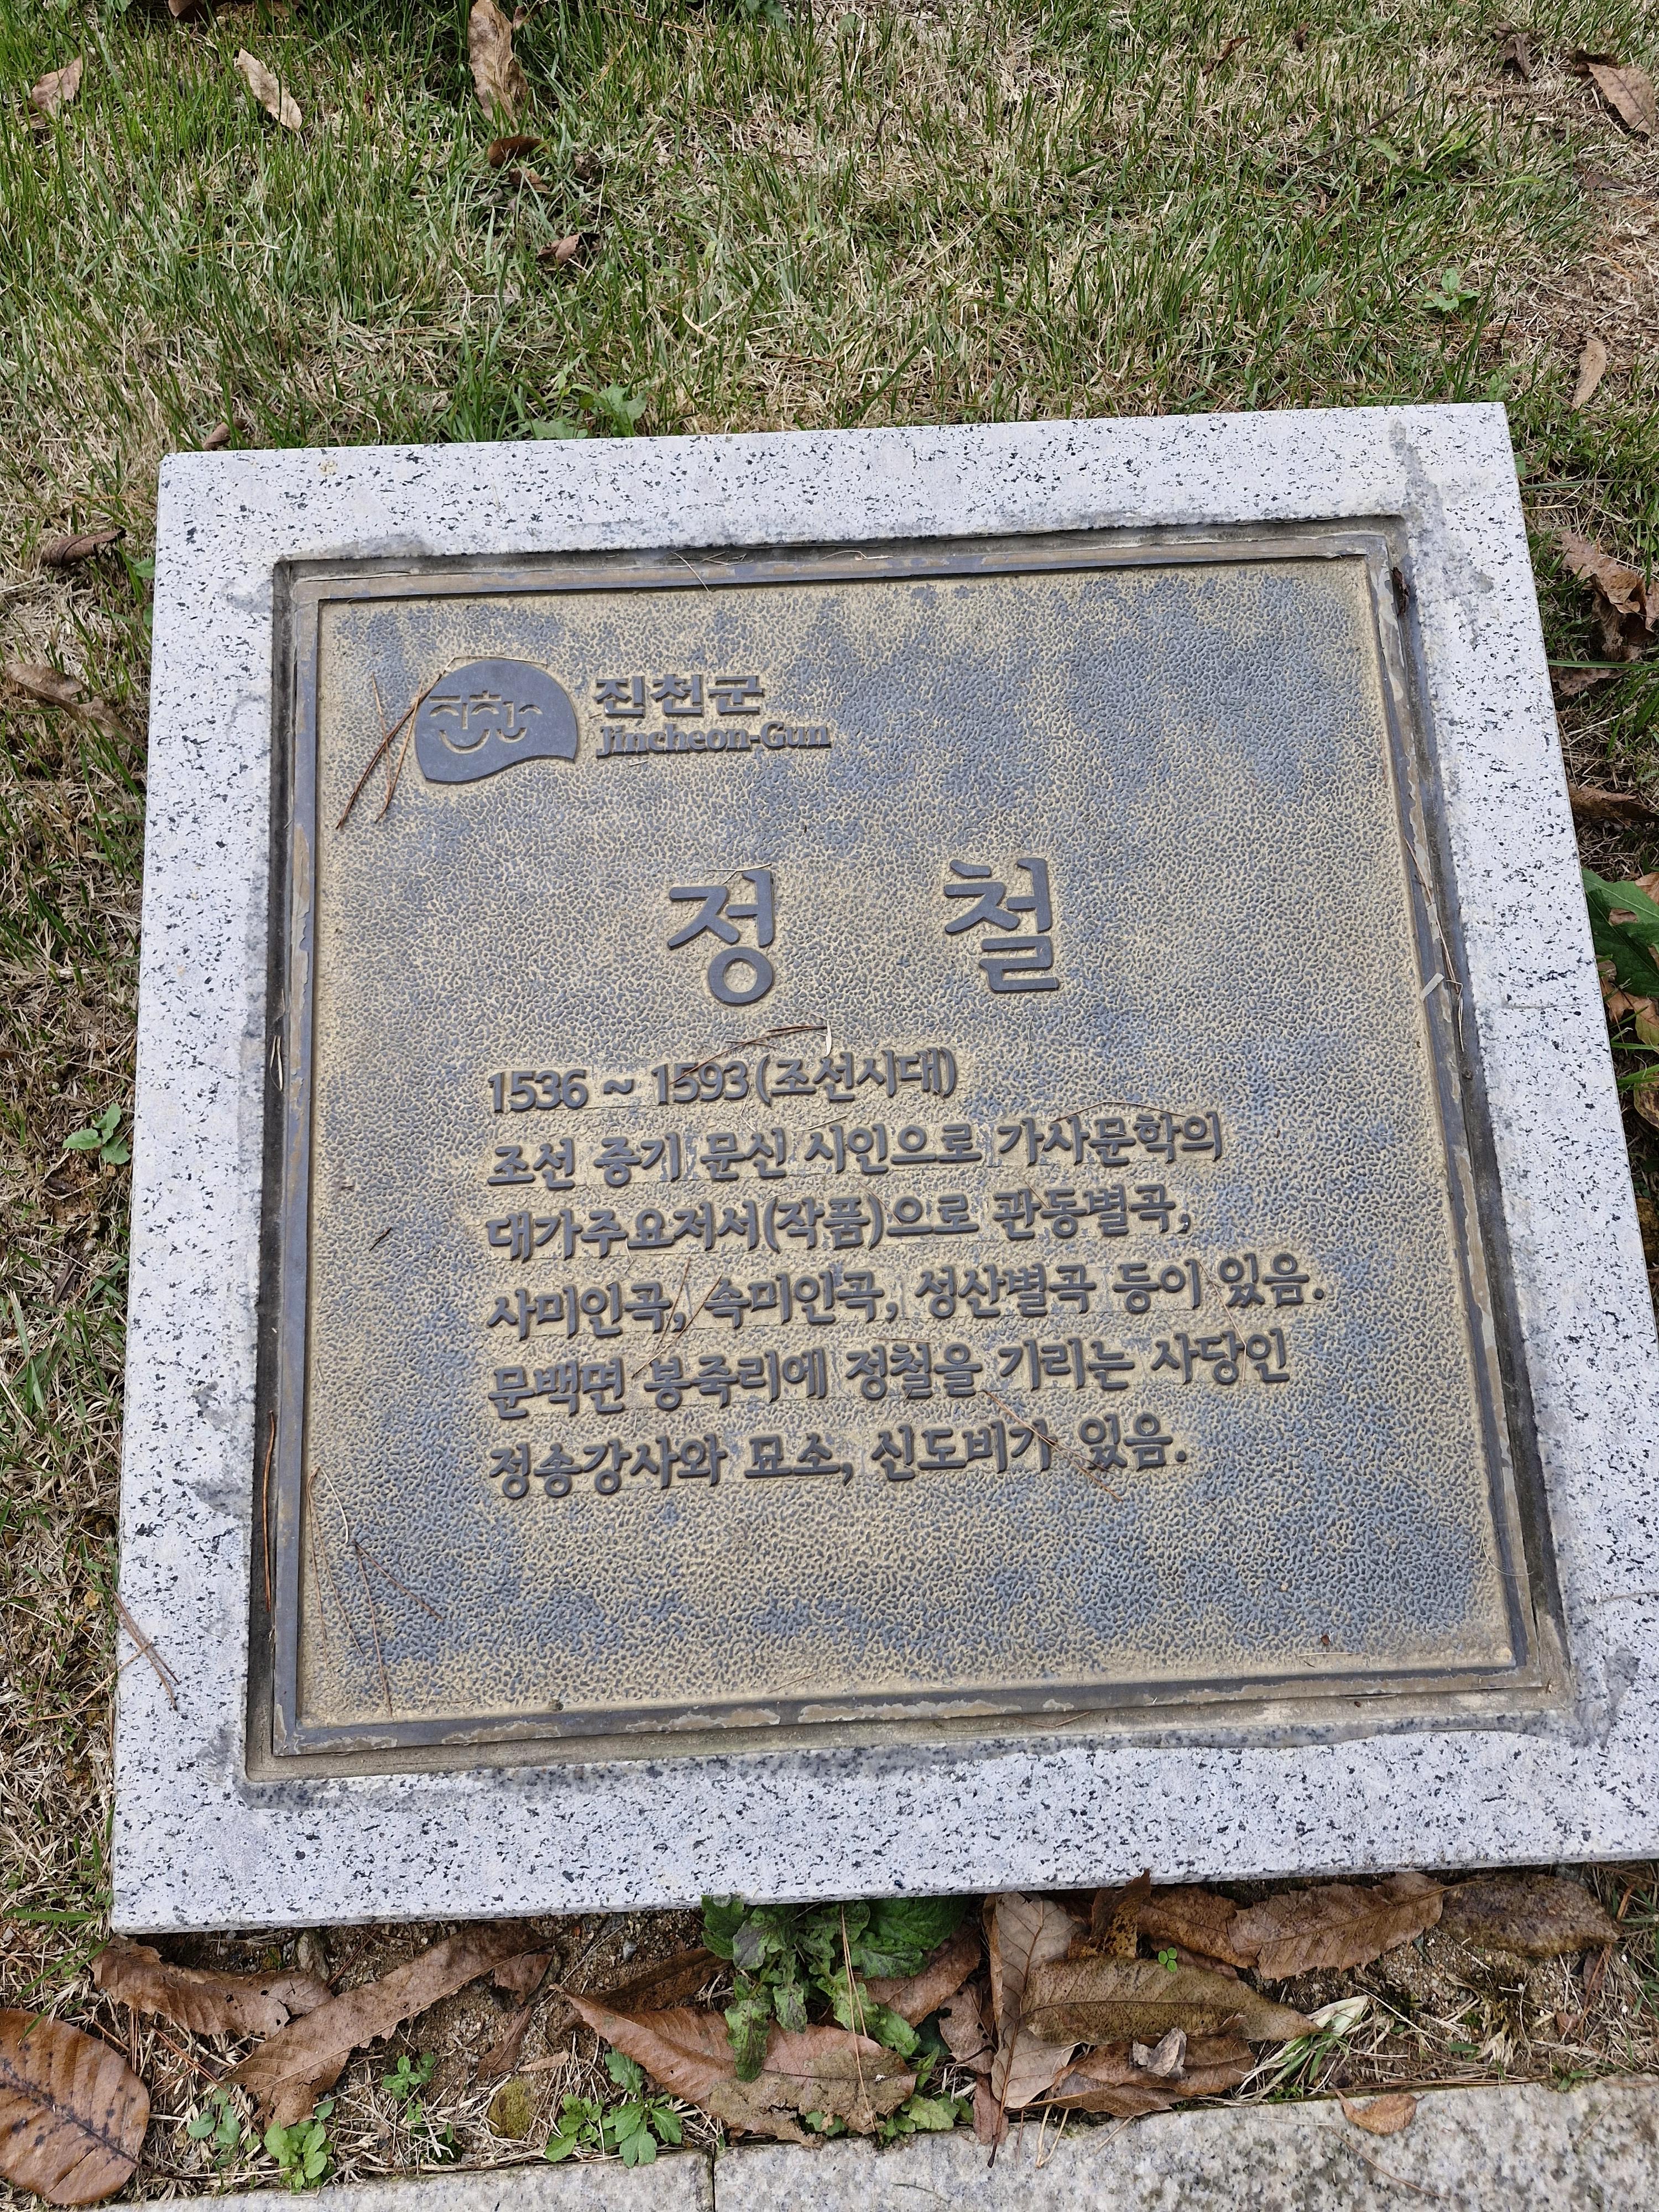 진천
진천군
Jincheon-Gun
정 철
1536 ~ 1593(조선시대)
조선 중기 문신 시인으로 가사문학의
대가주요저서(작품)으로 관동별곡,
사미인곡, 속미인곡, 성산별곡 등이 있음.
문백면 봉죽리에 정철을 기리는 사당인
정송강사와 묘소, 신도비가 있음.